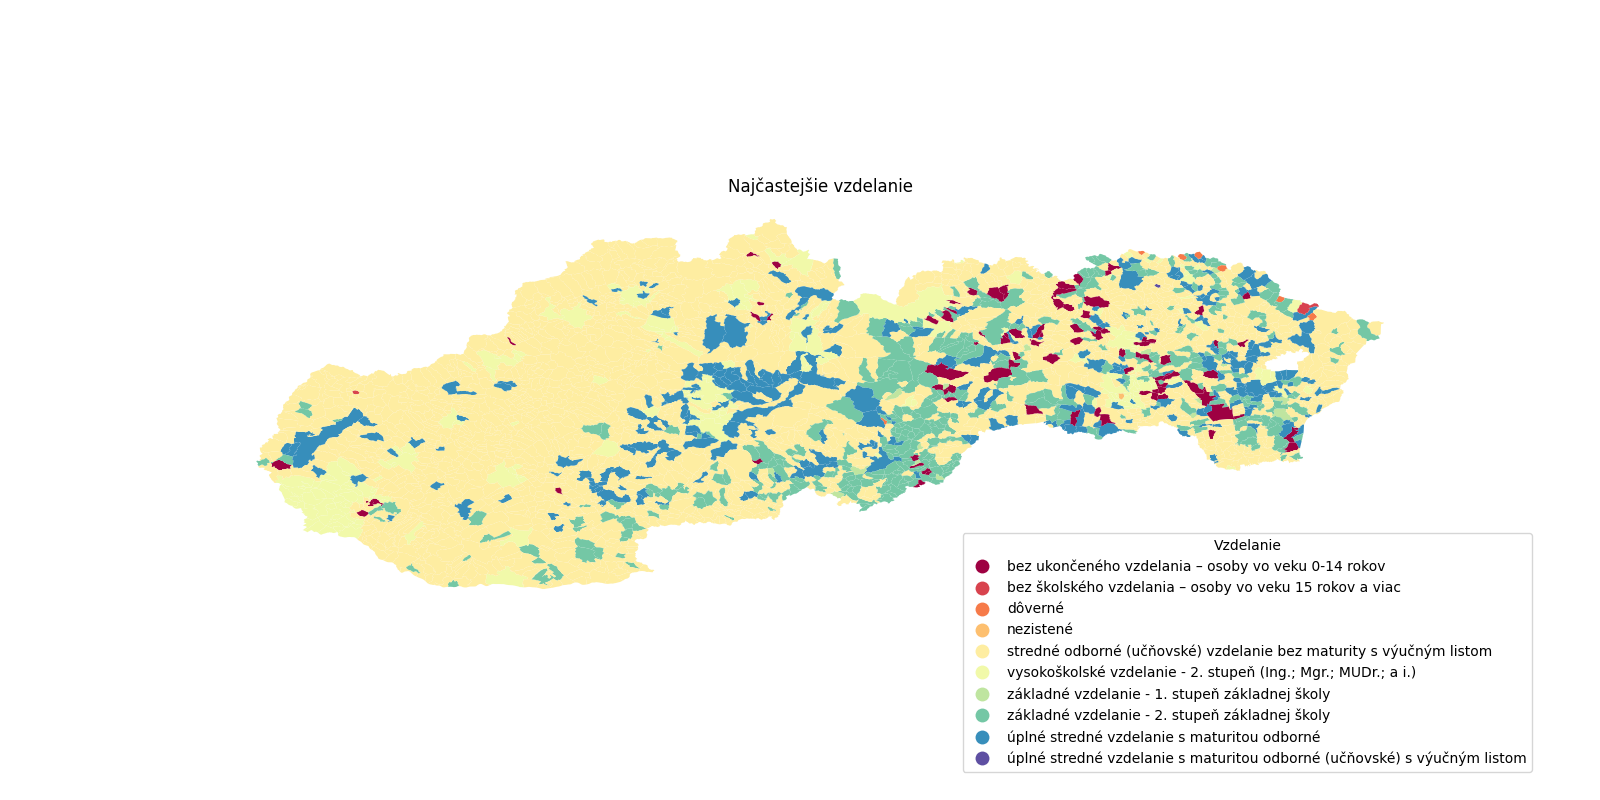 Najčastejšie vzdelanie
Vzdelanie
bez ukončeného vzdelania – osoby vo veku 0-14 rokov
bez školského vzdelania – osoby vo veku 15 rokov a viac
dôverné
nezistené
stredné odborné (učňovské) vzdelanie bez maturity s výučným listom
vysokoškolské vzdelanie - 2. stupeň (Ing.; Mgr.; MUDr.; a i.)
základné vzdelanie - 1. stupeň základnej školy
základné vzdelanie - 2. stupeň základnej školy
úplné stredné vzdelanie s maturitou odborné
úplné stredné vzdelanie s maturitou odborné (učňovské) s výučným listom